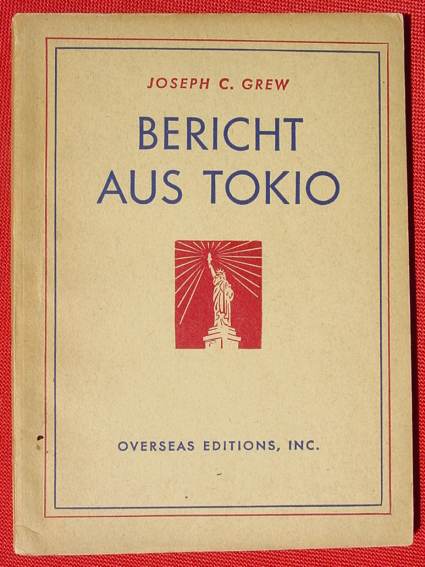 JOSEPH C. GREW
BERICHT
AUS TOKIO
OVERSEAS EDITIONS, INC.